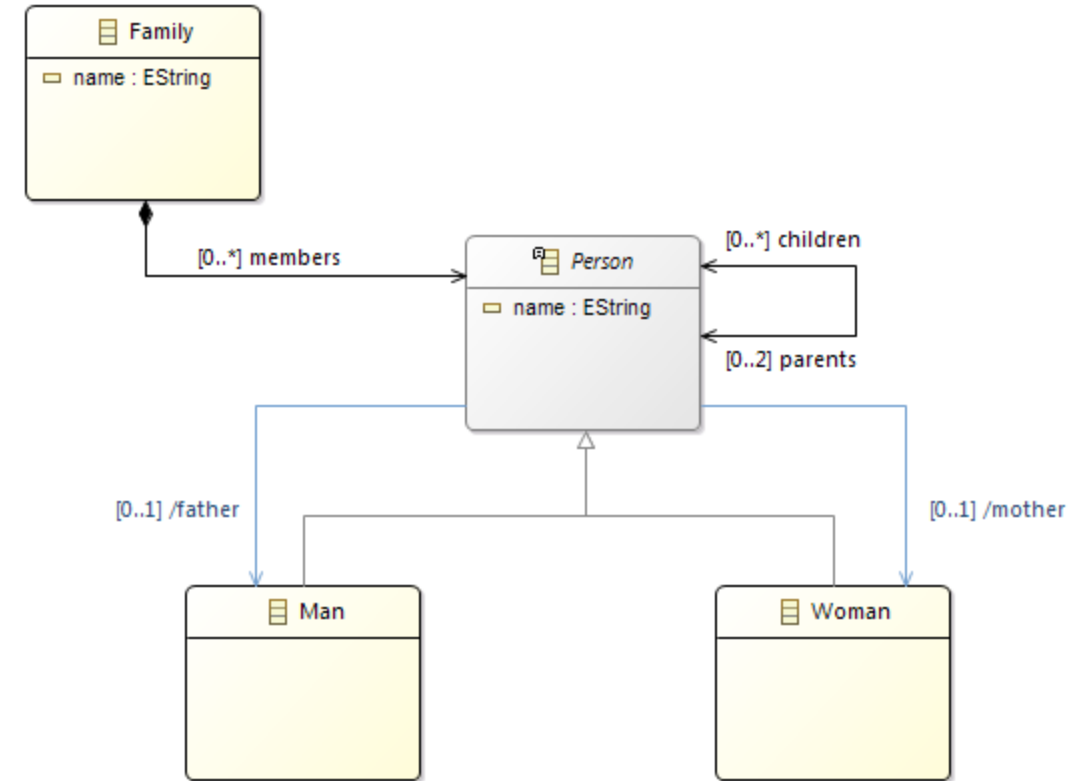 Family
name : EString
[0..*] members
[0..*] children
Person
name : EString
[0..2] parents
[0..1] /father
[0..1] /mother
Man
Woman